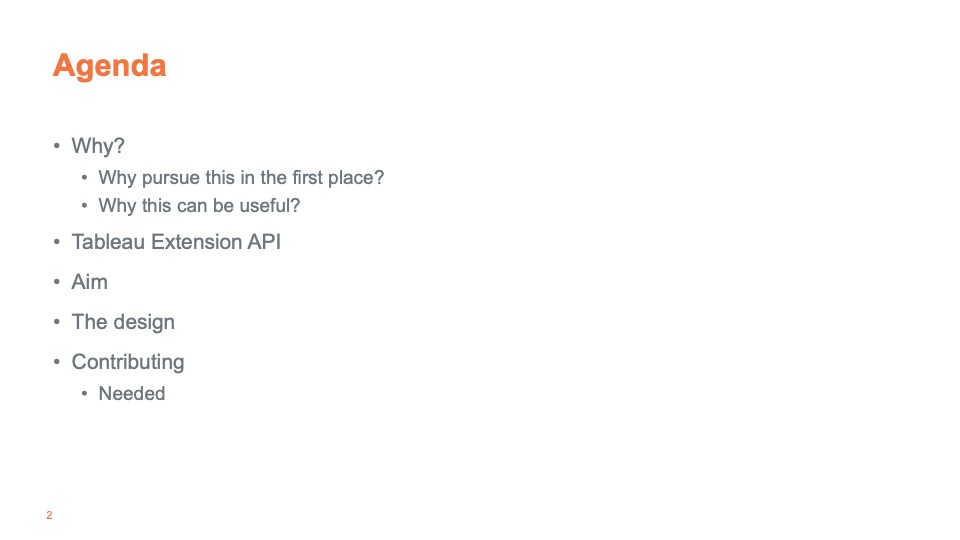 Agenda
• Why?
• Why pursue this in the first place?
• Why this can be useful?
• Tableau Extension API
• Aim
• The design
• Contributing
• Needed
2